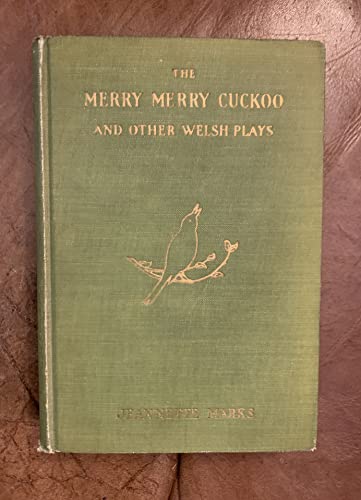 THE
MERRY MERRY CUCKOO
AND OTHER WELSH PLAYS
JEANNETTE MARKS